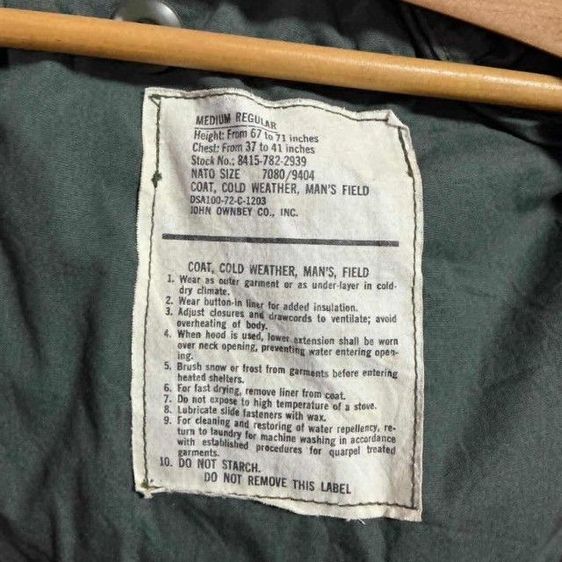 MEDIUM REGULAR
Height: From 67 to 71 inches
Chest: From 37 to 41 inches
Stock No.: 8415-782-2939
NATO SIZE 7080/9404
COAT, COLD WEATHER, MAN'S FIELD
DSA100-72-C-1203
JOHN OWNBEY CO., INC.
COAT, COLD WEATHER, MAN'S, FIELD
1. Wear as outer garment or as under-layer in cold-
dry climate.
2. Wear button-in liner for added insulation.
3. Adjust closures and drawcords to ventilate; avoid
overheating of body.
4. When hood is used, lower extension shall be worn
over neck opening, preventing water entering open-
ing.
5. Brush snow or frost from garments before entering
heated shelters.
6. For fast drying, remove liner from coat.
7. Do not expose to high temperature of a stove.
8. Lubricate slide fasteners with wax.
9. For cleaning and restoring of water repellency, re-
turn to laundry for machine washing in accordance
with established procedures for quarpel treated
garments.
10. DO NOT STARCH.
DO NOT REMOVE THIS LABEL